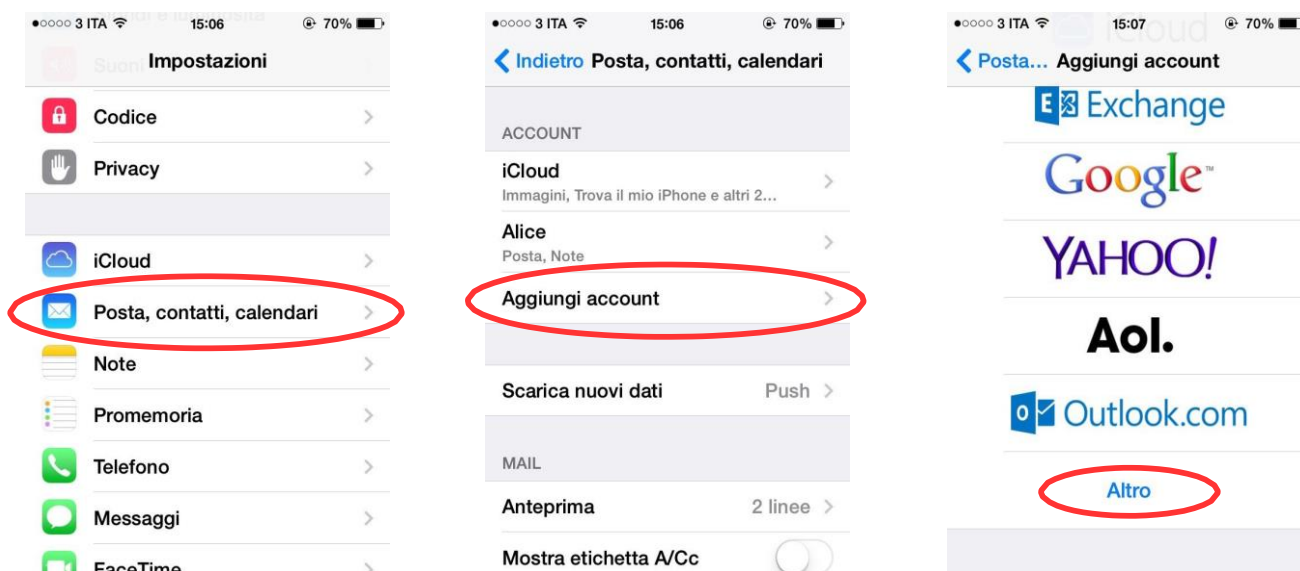 3 ITA 15:06 70%
Impostazioni
Suoni
Codice
Privacy
iCloud
Posta, contatti, calendari
Note
Promemoria
Telefono
Messaggi
FaceTime
3 ITA 15:06 70%
Indietro Posta, contatti, calendari
ACCOUNT
iCloud
Immagini, Trova il mio iPhone e altri 2...
Alice
Posta, Note
Aggiungi account
Scarica nuovi dati Push
MAIL
Anteprima 2 linee
Mostra etichetta A/Cc
3 ITA 15:07 70%
iCloud
Posta... Aggiungi account
E Exchange
Google™
YAHOO!
Aol.
o Outlook.com
Altro